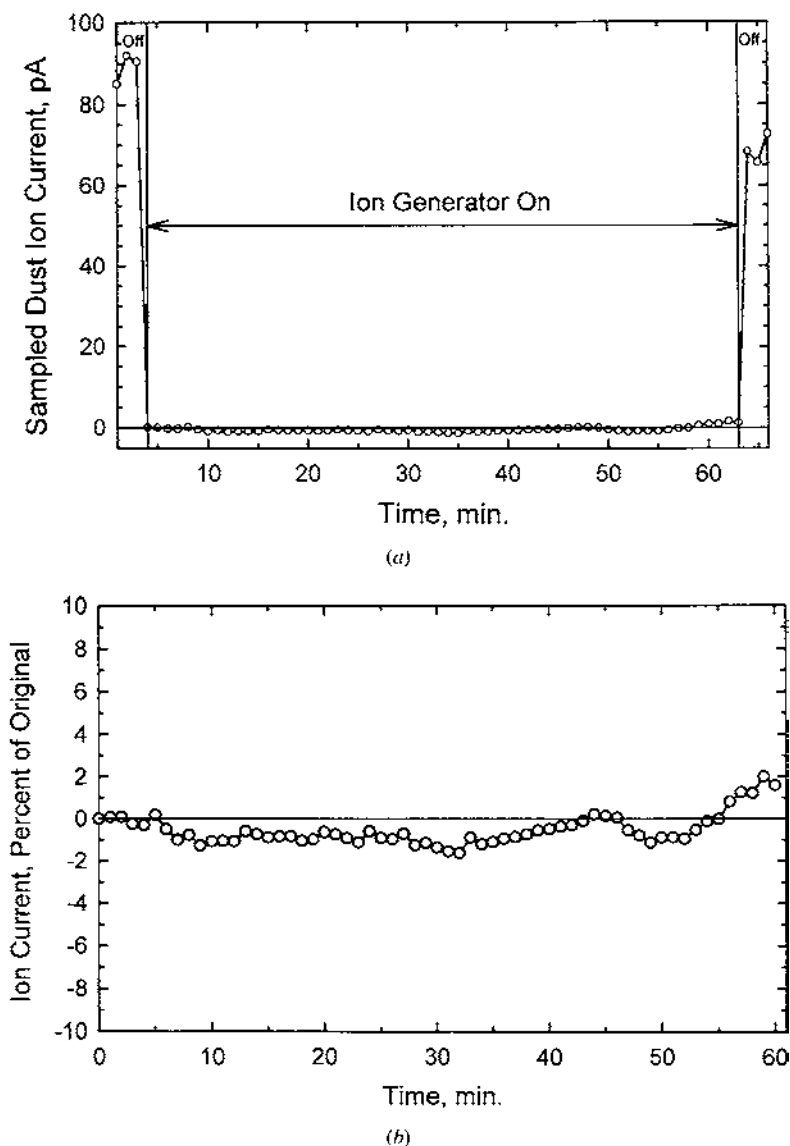 100
80
60
40
20
0
Sampled Dust Ion Current, pA
Off
Off
Ion Generator On
10 20 30 40 50 60
Time, min.
(a)
10
8
6
4
2
0
-2
-4
-6
-8
-10
Ion Current, Percent of Original
0 10 20 30 40 50 60
Time, min.
(b)